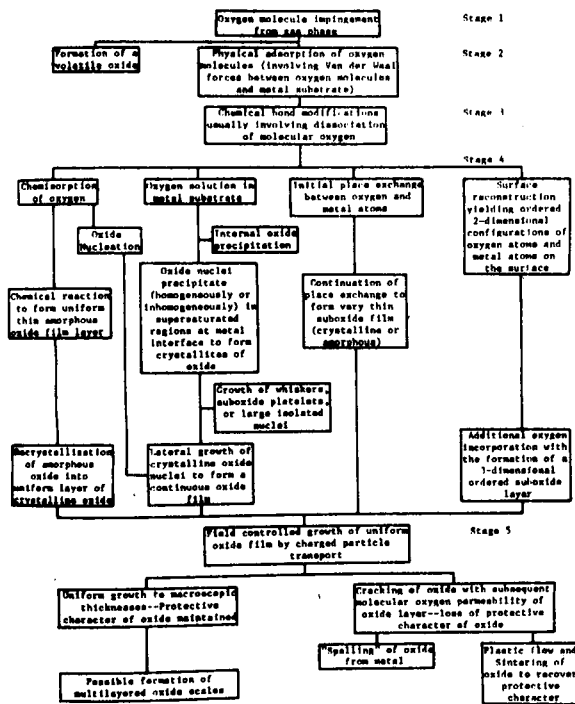 Oxygen molecule impingement
from gas phase
Stage 1
Formation of a
volatile oxide
Physical adsorption of oxygen
molecules (involving Van der Waal
forces between oxygen molecules
and metal substrate)
Stage 2
Chemical bond modifications
usually involving dissociation
of molecular oxygen
Stage 3
Stage 4
Chemisorption
of oxygen
Oxygen solution in
metal substrate
Initial place exchange
between oxygen and
metal atoms
Surface
reconstruction
yielding ordered
2-dimensional
configurations of
oxygen atoms and
metal atoms on
the surface
Oxide
Nucleation
Internal oxide
precipitation
Chemical reaction
to form uniform
thin amorphous
oxide film layer
Oxide nuclei
precipitate
(homogeneously or
inhomogeneously) in
supersaturated
regions at metal
interface to form
crystallites of
oxide
Continuation of
place exchange to
form very thin
suboxide film
(crystalline or
amorphous)
Growth of whiskers,
suboxide platelets,
or large isolated
nuclei
Recrystallization
of amorphous
oxide into
uniform layer of
crystalline oxide
Lateral growth of
crystalline oxide
nuclei to form a
continuous oxide
film
Additional oxygen
incorporation with
the formation of a
3-dimensional
ordered suboxide
layer
Stage 5
Field controlled growth of uniform
oxide film by charged particle
transport
Uniform growth to macroscopic
thicknesses--Protective
character of oxide maintained
Cracking of oxide with subsequent
molecular oxygen permeability
of oxide layer--loss of protective
character of oxide
"Spalling" of oxide
from metal
Plastic flow and
Sintering of
oxide to recover
protective
character
Possible formation of
multilayered oxide scales